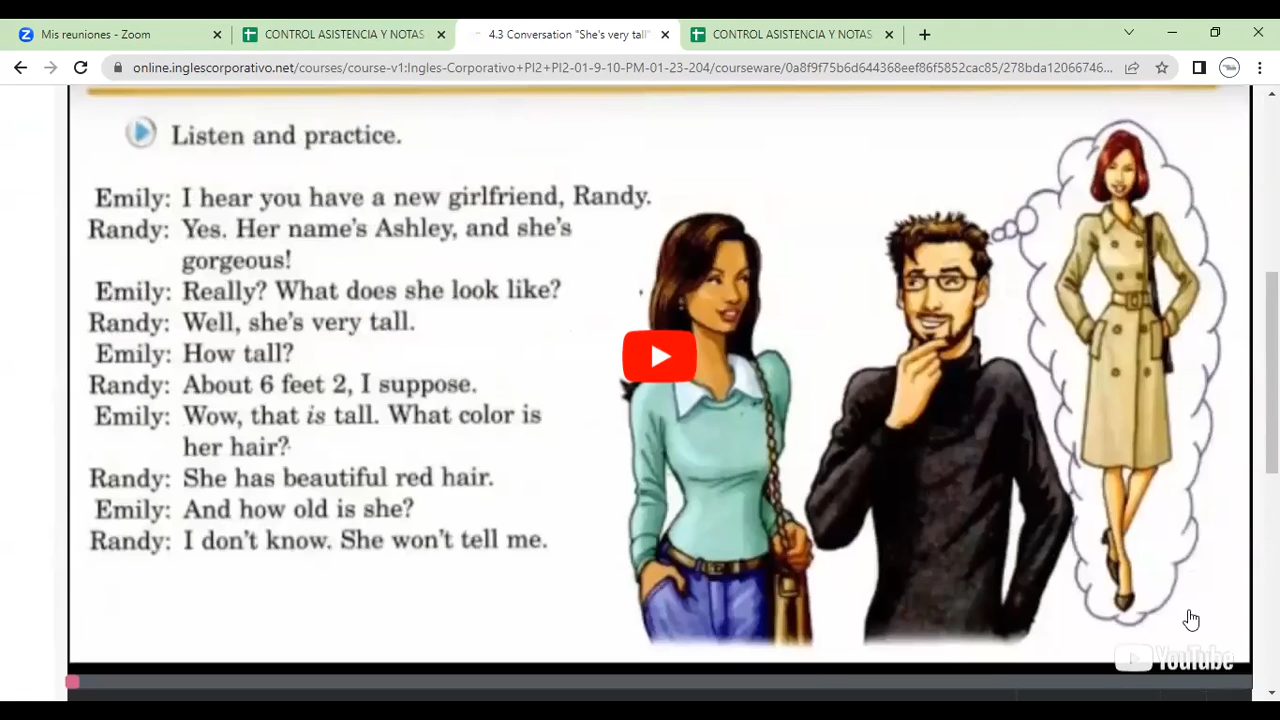 Mis reuniones - Zoom
CONTROL ASISTENCIA Y NOTAS
4.3 Conversation "She's very tall"
CONTROL ASISTENCIA Y NOTAS
online.inglescorporativo.net/courses/course-v1:Ingles-Corporativo+PI2+PI2-01-9-10-PM-01-23-204/courseware/0a8f9f75b6d644368eef86f5852cac85/278bda12066746...
Listen and practice.
Emily: I hear you have a new girlfriend, Randy.
Randy: Yes. Her name's Ashley, and she's
gorgeous!
Emily: Really? What does she look like?
Randy: Well, she's very tall.
Emily: How tall?
Randy: About 6 feet 2, I suppose.
Emily: Wow, that is tall. What color is
her hair?
Randy: She has beautiful red hair.
Emily: And how old is she?
Randy: I don't know. She won't tell me.
YouTube